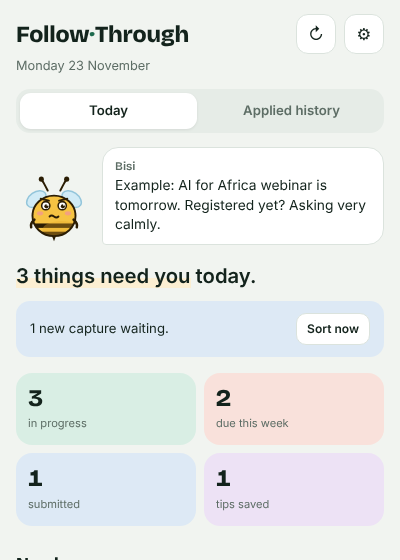 Follow·Through
Monday 23 November
Today
Applied history
Bisi
Example: AI for Africa webinar is
tomorrow. Registered yet? Asking very
calmly.
3 things need you today.
1 new capture waiting.
Sort now
3
in progress
2
due this week
1
submitted
1
tips saved